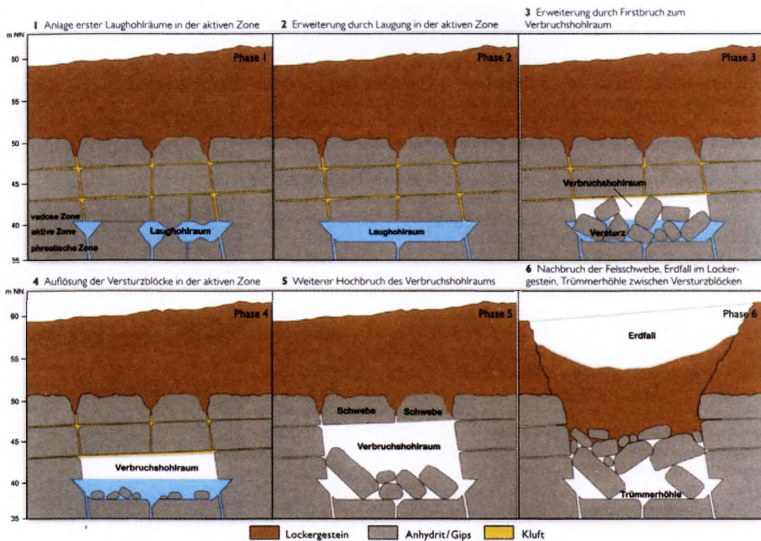 1 Anlage erster Laughohlräume in der aktiven Zone
2 Erweiterung durch Laugung in der aktiven Zone
3 Erweiterung durch Firstbruch zum
Verbruchshohlraum
m NN
60
55
50
45
40
35
Phase 1
vadose Zone
aktive Zone
phreatische Zone
Laughohlraum
Phase 2
Laughohlraum
Phase 3
Verbruchshohlraum
Versturz
4 Auflösung der Versturzblöcke in der aktiven Zone
5 Weiterer Hochbruch des Verbruchshohlraums
6 Nachbruch der Felsschwebe, Erdfall im Locker-
gestein, Trümmerhöhle zwischen Versturzblöcken
m NN
60
55
50
45
40
35
Phase 4
Verbruchshohlraum
Phase 5
Schwebe
Schwebe
Verbruchshohlraum
Phase 6
Erdfall
Trümmerhöhle
Lockergestein
Anhydrit/Gips
Kluft